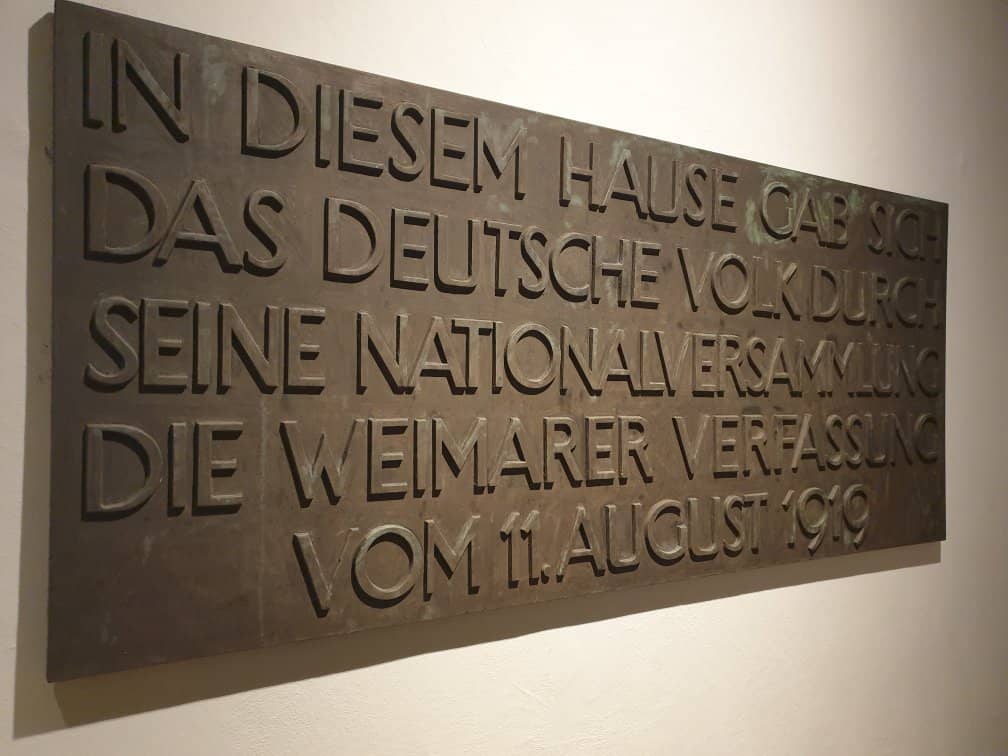 IN DIESEM HAUSE GAB SICH
DAS DEUTSCHE VOLK DURCH
SEINE NATIONALVERSAMMLUNG
DIE WEIMARER VERFASSUNG
VOM 11. AUGUST 1919